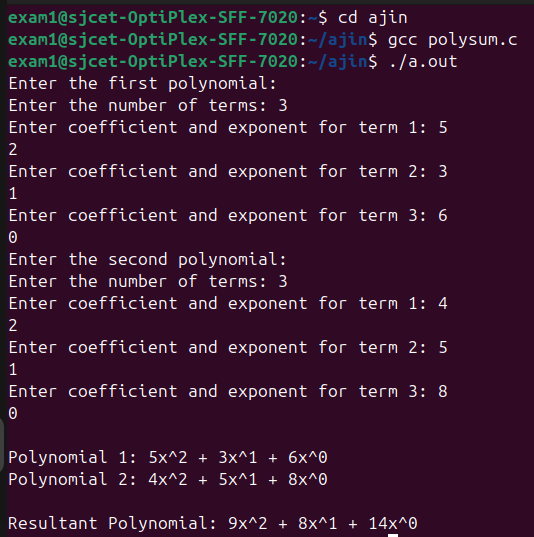 exam1@sjcet-OptiPlex-SFF-7020:~$ cd ajin
exam1@sjcet-OptiPlex-SFF-7020:~/ajin$ gcc polysum.c
exam1@sjcet-OptiPlex-SFF-7020:~/ajin$ ./a.out
Enter the first polynomial:
Enter the number of terms: 3
Enter coefficient and exponent for term 1: 5
2
Enter coefficient and exponent for term 2: 3
1
Enter coefficient and exponent for term 3: 6
0
Enter the second polynomial:
Enter the number of terms: 3
Enter coefficient and exponent for term 1: 4
2
Enter coefficient and exponent for term 2: 5
1
Enter coefficient and exponent for term 3: 8
0
Polynomial 1: 5x^2 + 3x^1 + 6x^0
Polynomial 2: 4x^2 + 5x^1 + 8x^0
Resultant Polynomial: 9x^2 + 8x^1 + 14x^0